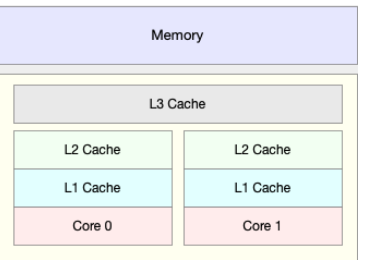 Memory
L3 Cache
L2 Cache
L2 Cache
L1 Cache
L1 Cache
Core 0
Core 1